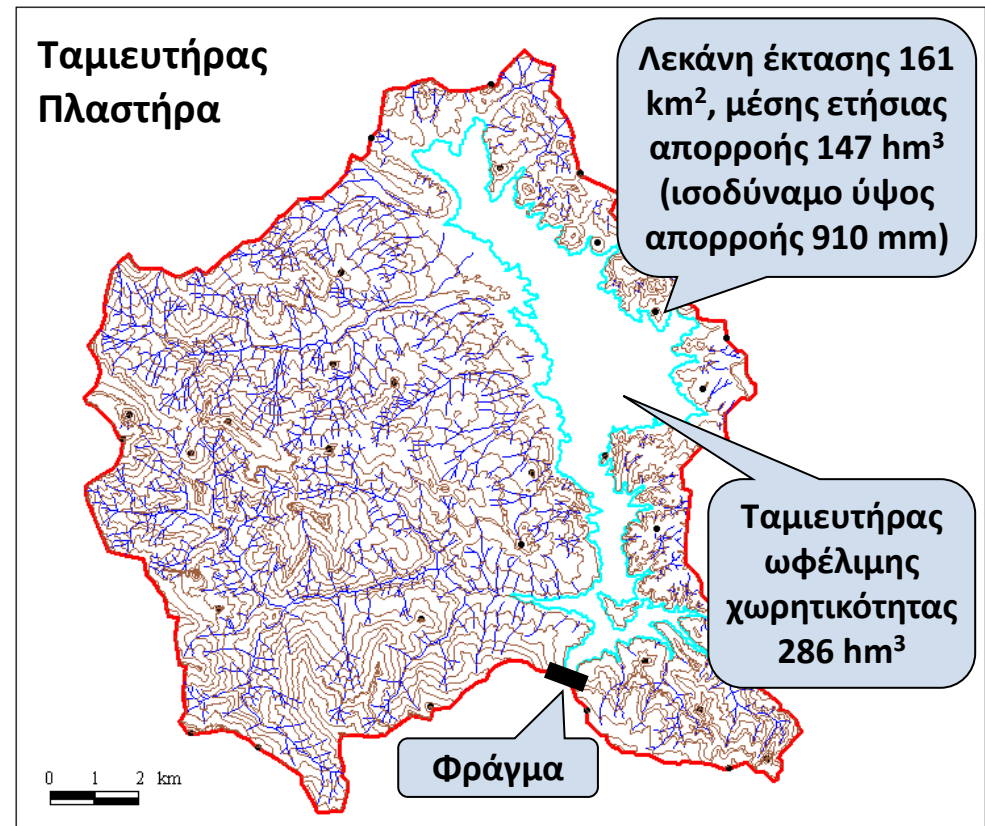 Ταμιευτήρας
Πλαστήρα
Λεκάνη έκτασης 161
km², μέσης ετήσιας
απορροής 147 hm³
(ισοδύναμο ύψος
απορροής 910 mm)
Ταμιευτήρας
ωφέλιμης
χωρητικότητας
286 hm³
Φράγμα
0 1 2 km